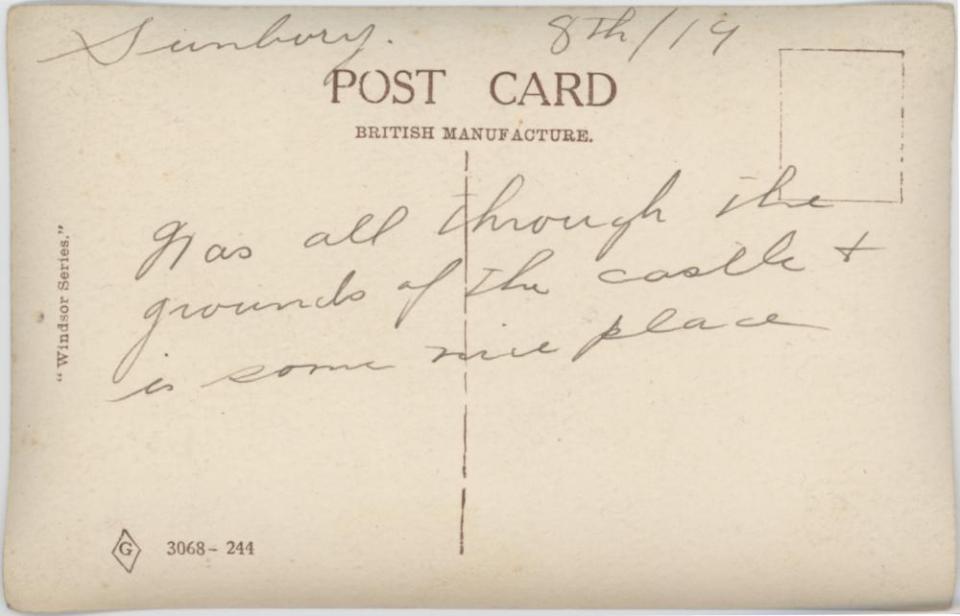 Sunbury. 8th/19
POST CARD
BRITISH MANUFACTURE.
"Windsor Series."
Was all through the
grounds of the castle +
is some nice place
G 3068-244